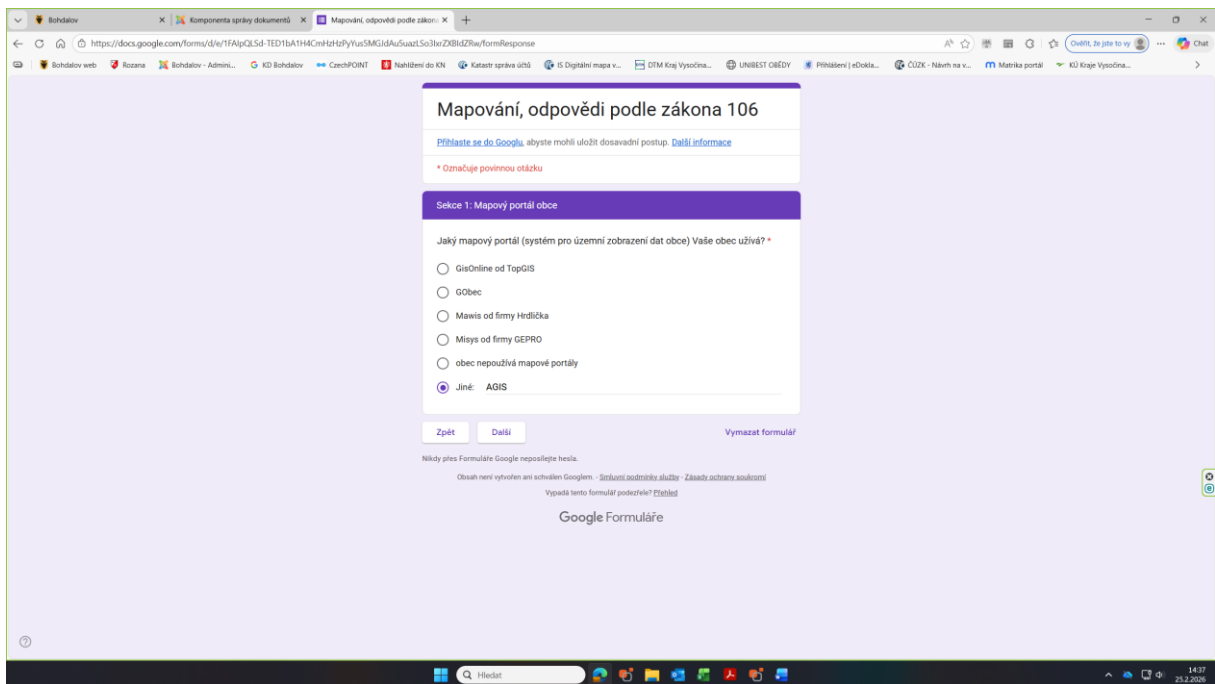 Bohdalov
Komponenta správy dokumentů
Mapování, odpovědi podle zákona
https://docs.google.com/forms/d/e/1FAIpQLSd-TED1bA1H4CmHzHzPyYus5MGJdAu5uazLSo3lxrZXBIdZRw/formResponse
Ověřit, že jste to vy
Chat
Bohdalov web
Rozana
Bohdalov - Admini...
KD Bohdalov
CzechPOINT
Nahlížení do KN
Katastr správa účtů
IS Digitální mapa v...
DTM Kraj Vysočina...
UNIBEST OBĚDY
Přihlášení | eDokla...
ČÚZK - Návrh na v...
Matrika portál
KÚ Kraje Vysočina...
Mapování, odpovědi podle zákona 106
Přihlaste se do Googlu, abyste mohli uložit dosavadní postup. Další informace
* Označuje povinnou otázku
Sekce 1: Mapový portál obce
Jaký mapový portál (systém pro územní zobrazení dat obce) Vaše obec užívá? *
GisOnline od TopGIS
GObec
Mawis od firmy Hrdlička
Misys od firmy GEPRO
obec nepoužívá mapové portály
Jiné: AGIS
Zpět
Další
Vymazat formulář
Nikdy přes Formuláře Google neposílejte hesla.
Obsah není vytvořen ani schválen Googlem. - Smluvní podmínky služby - Zásady ochrany soukromí
Vypadá tento formulář podezřele? Přehled
Google Formuláře
Hledat
14:37
25.2.2026